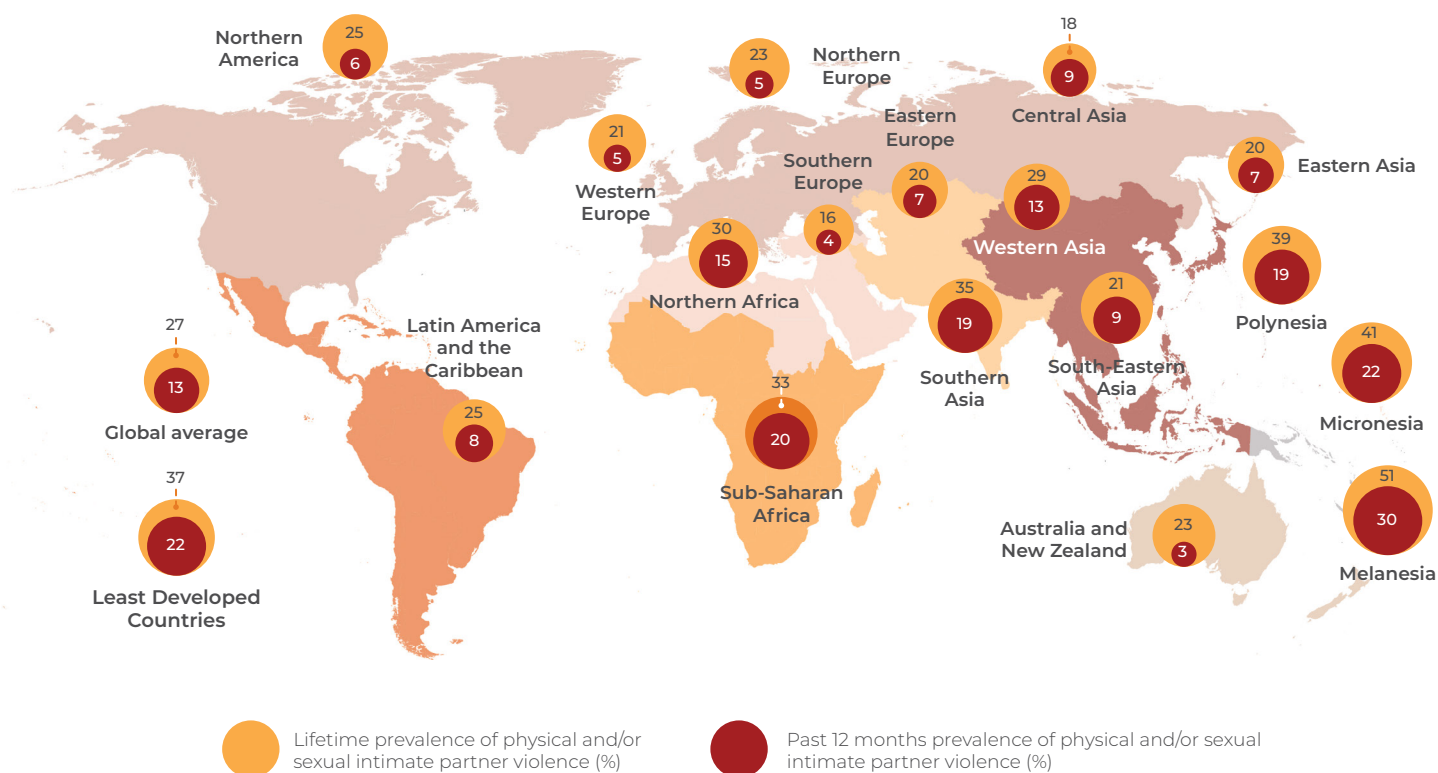 25
6
Northern
America
23
5
Northern
Europe
18
9
Central Asia
21
5
Western
Europe
Eastern
Europe
20
7
Southern
Europe
16
4
29
13
Western Asia
20
7
Eastern Asia
30
15
Northern Africa
39
19
Polynesia
35
19
Southern
Asia
21
9
South-Eastern
Asia
41
22
Micronesia
27
13
Global average
Latin America
and the
Caribbean
25
8
33
20
Sub-Saharan
Africa
37
22
Least Developed
Countries
Australia and
New Zealand
23
3
51
30
Melanesia
Lifetime prevalence of physical and/or
sexual intimate partner violence (%)
Past 12 months prevalence of physical and/or sexual
intimate partner violence (%)